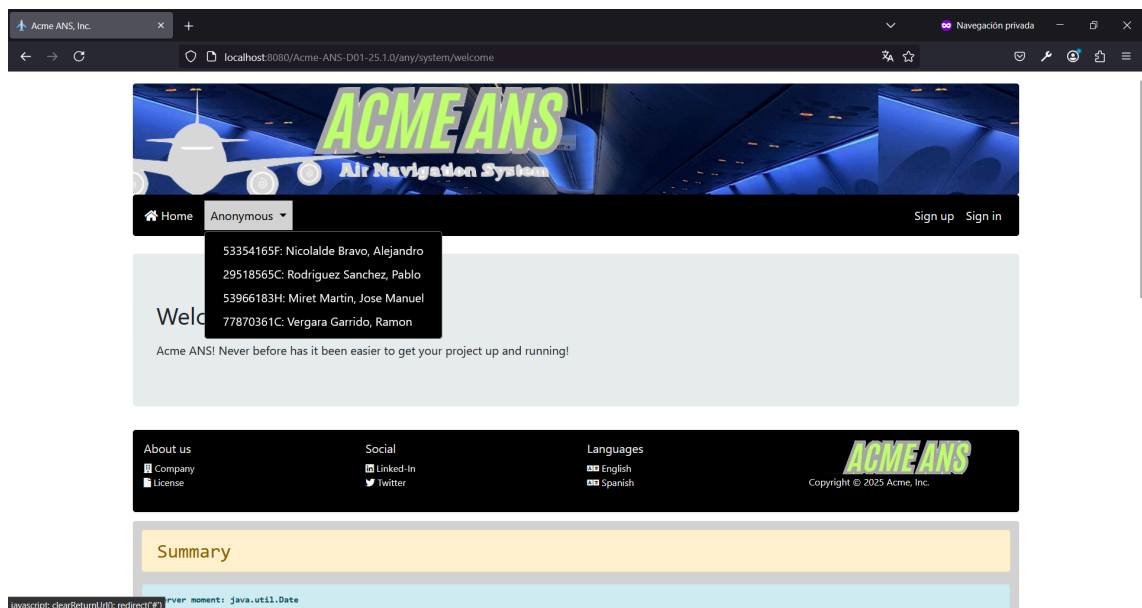 Acme ANS, Inc.
Navegación privada
localhost:8080/Acme-ANS-D01-25.1.0/any/system/welcome
ACME ANS
Air Navigation System
Home Anonymous Sign up Sign in
53354165F: Nicolalde Bravo, Alejandro
29518565C: Rodriguez Sanchez, Pablo
53966183H: Miret Martin, Jose Manuel
77870361C: Vergara Garrido, Ramon
Welc
Acme ANS! Never before has it been easier to get your project up and running!
About us
Company
License
Social
Linked-In
Twitter
Languages
English
Spanish
ACME ANS
Copyright © 2025 Acme, Inc.
Summary
rver moment: java.util.Date
javascript: clearReturnUrl(); redirect('#')